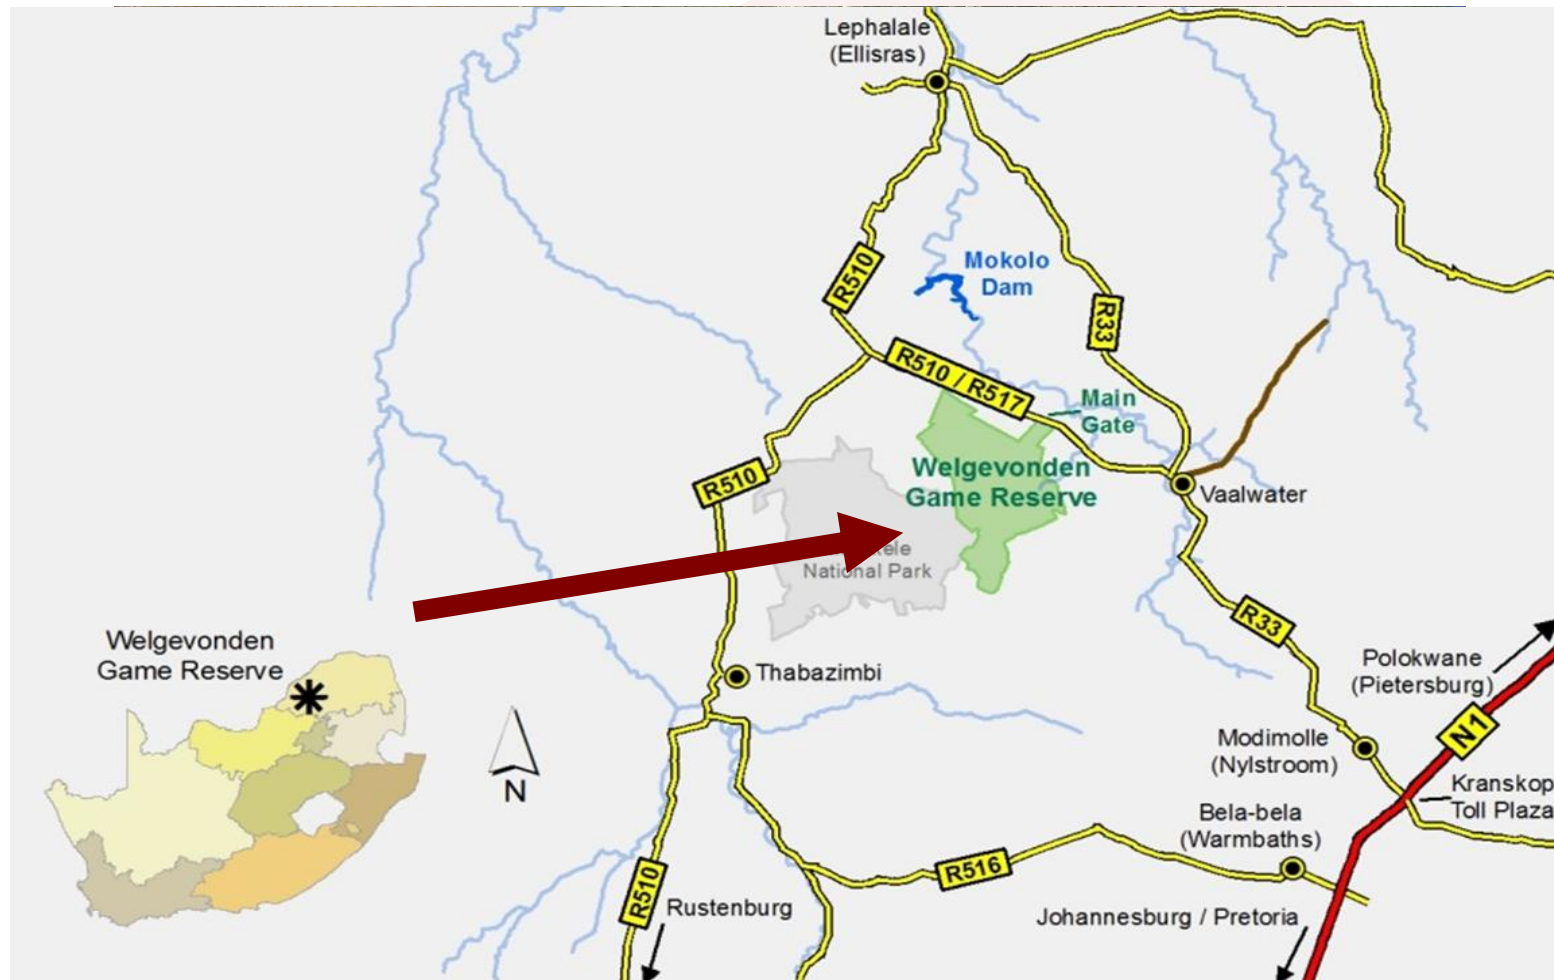 Lephalale
(Ellisras)
R510
Mokolo
Dam
R33
R510 / R517
Main
Gate
R510
Welgevonden
Game Reserve
Vaalwater
National Park
R33
Welgevonden
Game Reserve
Thabazimbi
Polokwane
(Pietersburg)
N1
Modimolle
(Nylstroom)
Kranskop
Toll Plaza
N
Bela-bela
(Warmbaths)
R516
R510
Rustenburg
Johannesburg / Pretoria